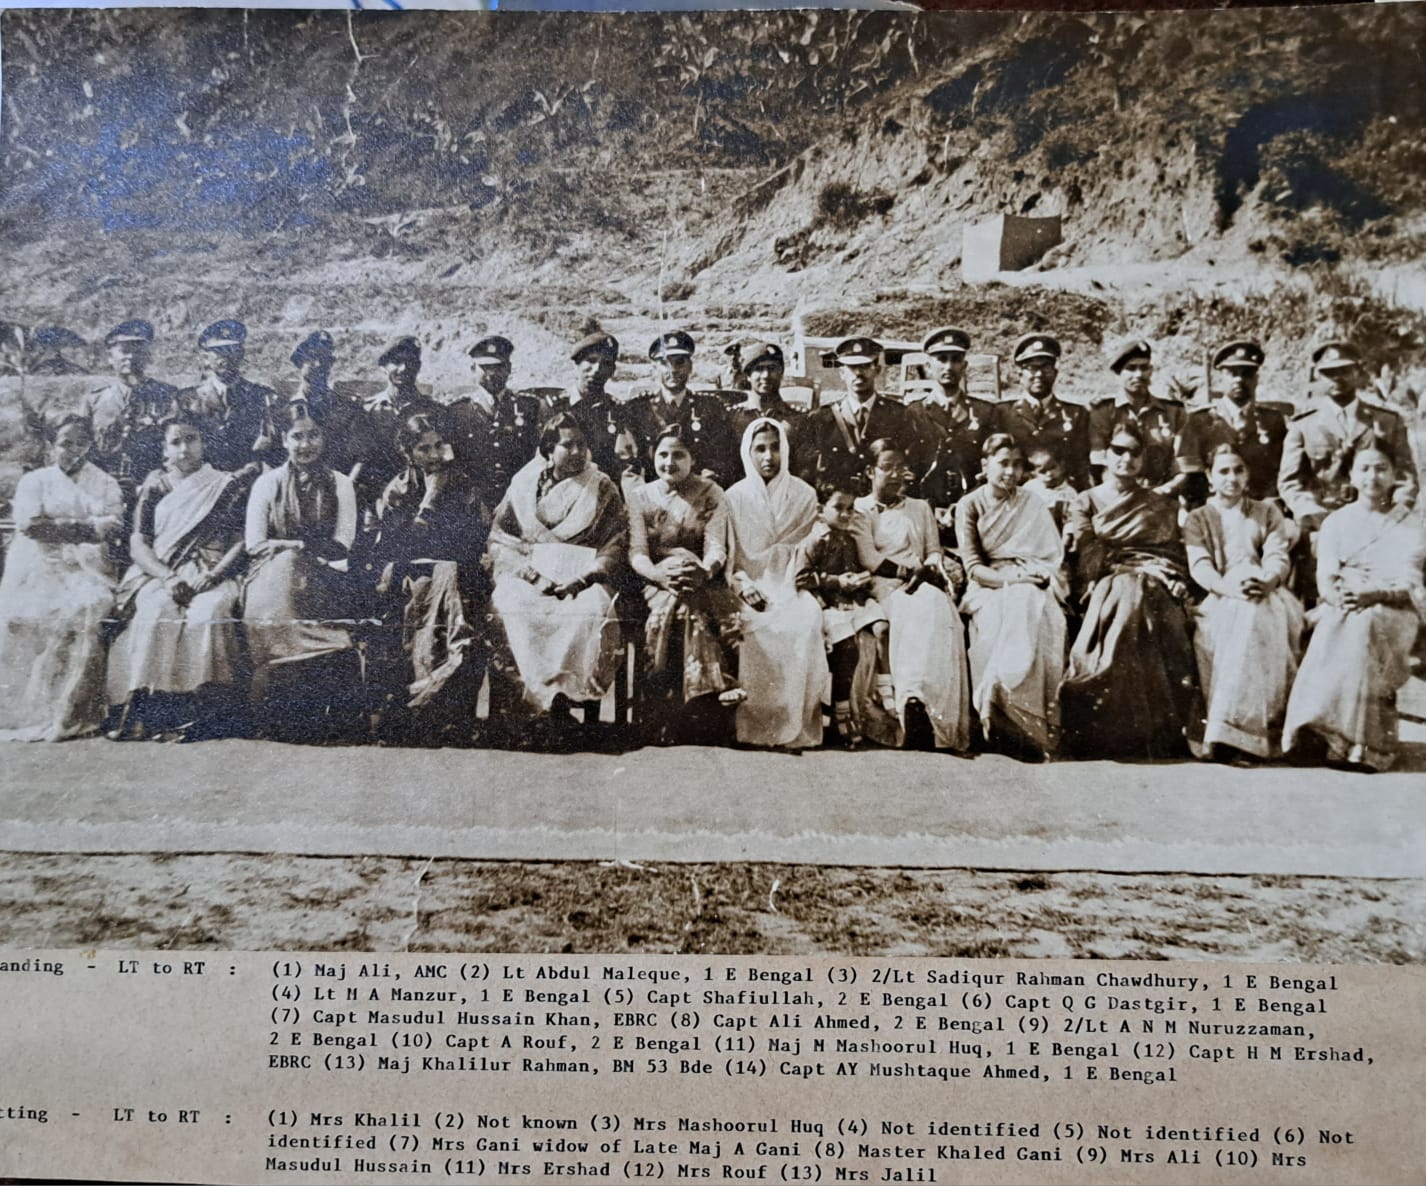 anding - LT to RT : (1) Maj Ali, AMC (2) Lt Abdul Maleque, 1 E Bengal (3) 2/Lt Sadiqur Rahman Chawdhury, 1 E Bengal
(4) Lt M A Manzur, 1 E Bengal (5) Capt Shafiullah, 2 E Bengal (6) Capt Q G Dastgir, 1 E Bengal
(7) Capt Masudul Hussain Khan, EBRC (8) Capt Ali Ahmed, 2 E Bengal (9) 2/Lt A N M Nuruzzaman,
2 E Bengal (10) Capt A Rouf, 2 E Bengal (11) Maj M Mashoorul Huq, 1 E Bengal (12) Capt H M Ershad,
EBRC (13) Maj Khalilur Rahman, BM 53 Bde (14) Capt AY Mushtaque Ahmed, 1 E Bengal
tting - LT to RT : (1) Mrs Khalil (2) Not known (3) Mrs Mashoorul Huq (4) Not identified (5) Not identified (6) Not
identified (7) Mrs Gani widow of Late Maj A Gani (8) Master Khaled Gani (9) Mrs Ali (10) Mrs
Masudul Hussain (11) Mrs Ershad (12) Mrs Rouf (13) Mrs Jalil